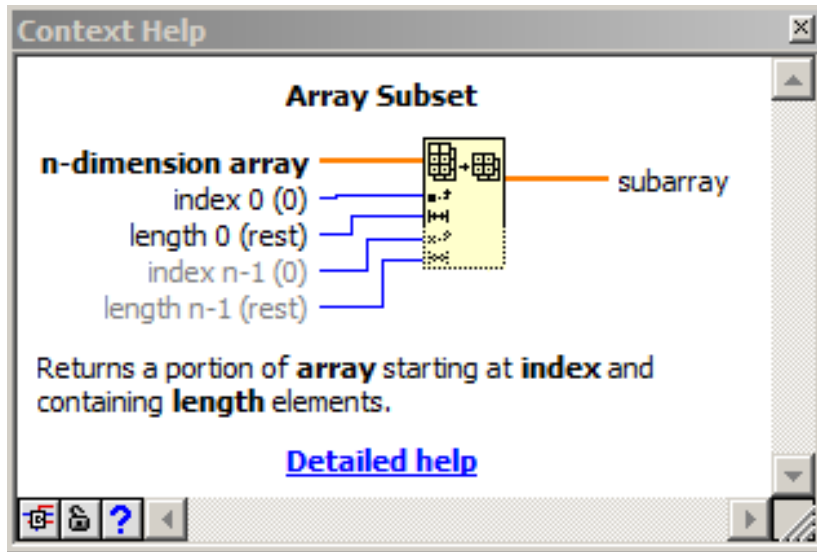 Context Help
Array Subset
n-dimension array
index 0 (0)
length 0 (rest)
index n-1 (0)
length n-1 (rest)
subarray
Returns a portion of array starting at index and
containing length elements.
Detailed help
?